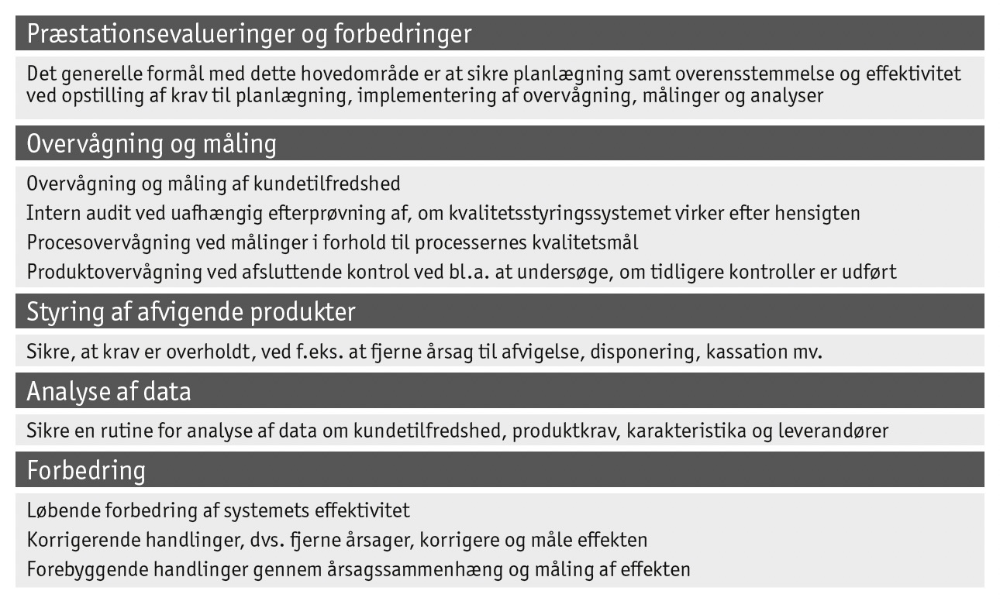 Præstationsevalueringer og forbedringer
Det generelle formål med dette hovedområde er at sikre planlægning samt overensstemmelse og effektivitet
ved opstilling af krav til planlægning, implementering af overvågning, målinger og analyser
Overvågning og måling
Overvågning og måling af kundetilfredshed
Intern audit ved uafhængig efterprøvning af, om kvalitetsstyringssystemet virker efter hensigten
Procesovervågning ved målinger i forhold til processernes kvalitetsmål
Produktovervågning ved afsluttende kontrol ved bl.a. at undersøge, om tidligere kontroller er udført
Styring af afvigende produkter
Sikre, at krav er overholdt, ved f.eks. at fjerne årsag til afvigelse, disponering, kassation mv.
Analyse af data
Sikre en rutine for analyse af data om kundetilfredshed, produktkrav, karakteristika og leverandører
Forbedring
Løbende forbedring af systemets effektivitet
Korrigerende handlinger, dvs. fjerne årsager, korrigere og måle effekten
Forebyggende handlinger gennem årsagssammenhæng og måling af effekten